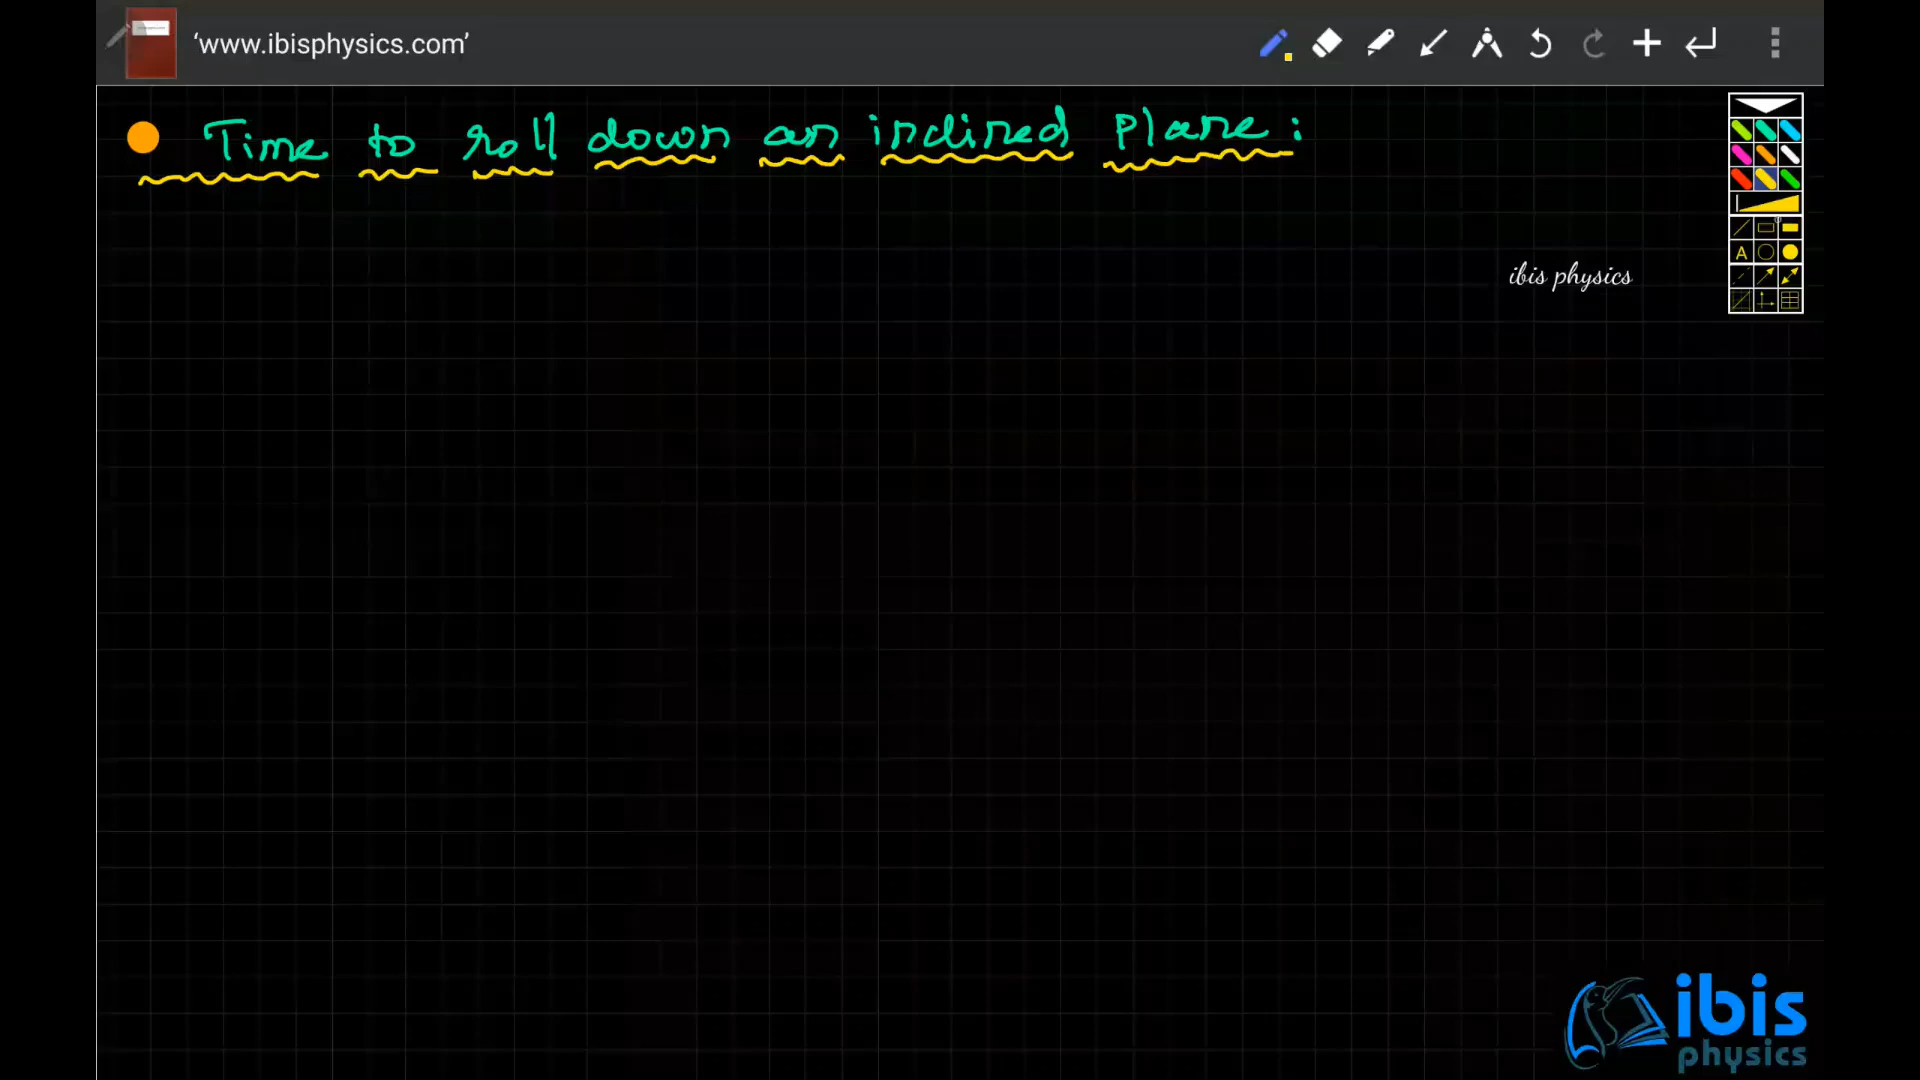 ‘www.ibisphysics.com’
Time to roll down an inclined Plane:
ibis physics
A
ibis
physics